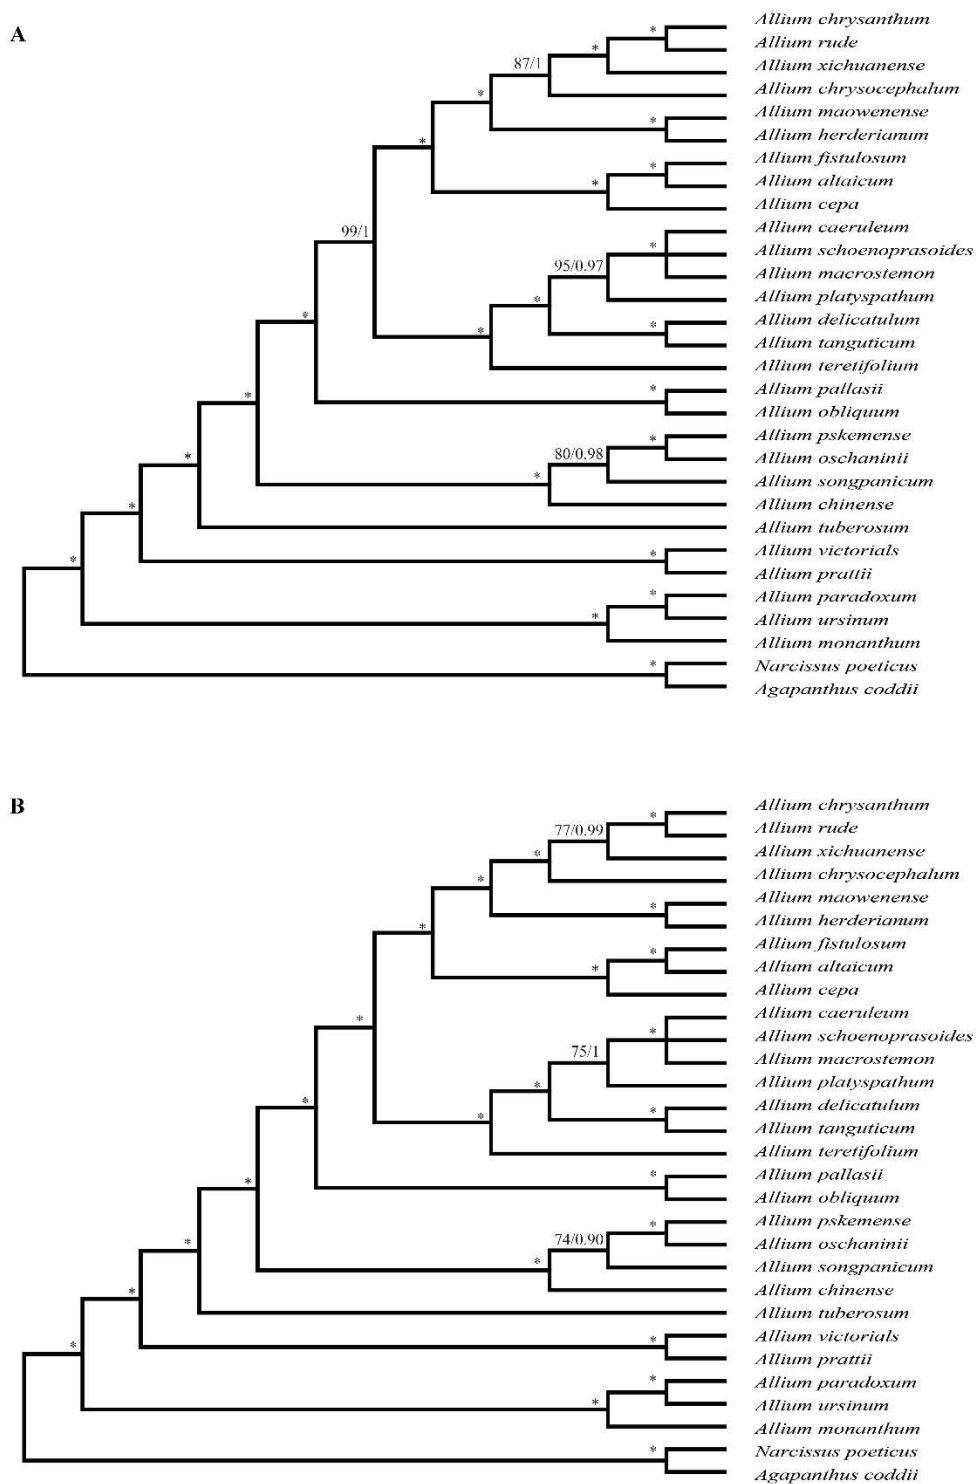 A
Allium chrysanthum
*
Allium rude
*
87/1
Allium xichuanense
*
Allium chrysocephalum
Allium maowenense
*
Allium herderianum
*
Allium fistulosum
*
Allium altaicum
*
Allium cepa
99/1
Allium caeruleum
*
Allium schoenoprasoides
95/0.97
Allium macrostemon
*
Allium platyspathum
*
Allium delicatulum
*
*
Allium tanguticum
Allium teretifolium
*
Allium pallasii
*
Allium obliquum
*
Allium pskemense
80/0.98
*
Allium oschaninii
*
Allium songpanicum
Allium chinense
*
Allium tuberosum
*
Allium victorials
*
Allium prattii
*
Allium paradoxum
*
Allium ursinum
Allium monanthum
*
Narcissus poeticus
Agapanthus coddii
B
Allium chrysanthum
*
Allium rude
77/0.99
*
Allium xichuanense
*
Allium chrysocephalum
Allium maowenense
*
Allium herderianum
*
Allium fistulosum
*
Allium altaicum
*
Allium cepa
*
Allium caeruleum
*
Allium schoenoprasoides
75/1
Allium macrostemon
*
Allium platyspathum
*
Allium delicatulum
*
*
Allium tanguticum
Allium teretifolium
*
Allium pallasii
*
Allium obliquum
*
Allium pskemense
74/0.90
*
Allium oschaninii
*
Allium songpanicum
Allium chinense
*
Allium tuberosum
*
Allium victorials
*
Allium prattii
*
Allium paradoxum
*
Allium ursinum
Allium monanthum
*
Narcissus poeticus
Agapanthus coddii